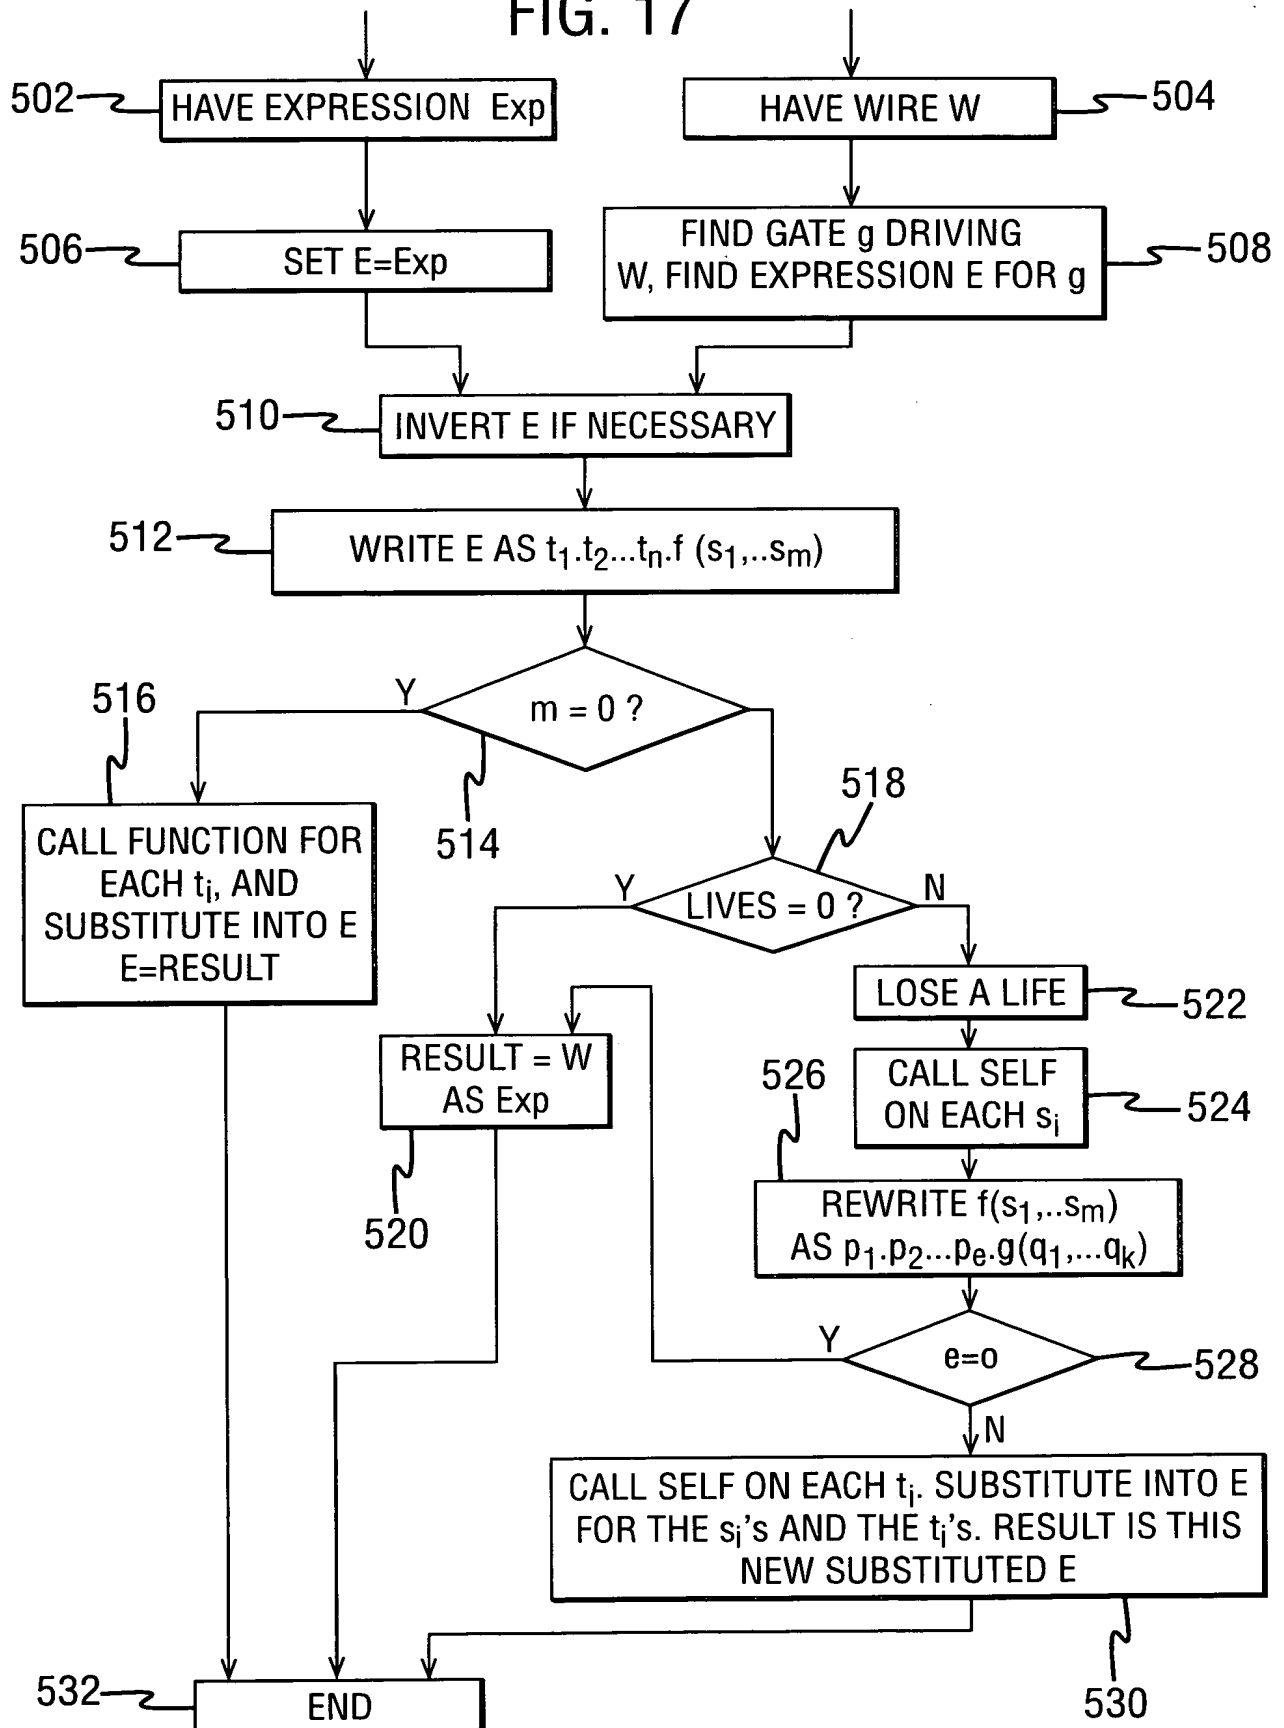 FIG. 17
502
HAVE EXPRESSION Exp
HAVE WIRE W
504
506
SET E=Exp
FIND GATE g DRIVING
W, FIND EXPRESSION E FOR g
508
510
INVERT E IF NECESSARY
512
WRITE E AS t₁.t₂...tₙ.f (s₁,..sₘ)
516
Y
m = 0 ?
514
CALL FUNCTION FOR
EACH tᵢ, AND
SUBSTITUTE INTO E
E=RESULT
518
Y
LIVES = 0 ?
N
LOSE A LIFE
522
RESULT = W
AS Exp
520
CALL SELF
ON EACH sᵢ
524
526
REWRITE f(s₁,..sₘ)
AS p₁.p₂...pₑ.g(q₁,...qₖ)
Y
e=o
528
N
CALL SELF ON EACH tᵢ. SUBSTITUTE INTO E
FOR THE sᵢ's AND THE tᵢ's. RESULT IS THIS
NEW SUBSTITUTED E
530
532
END